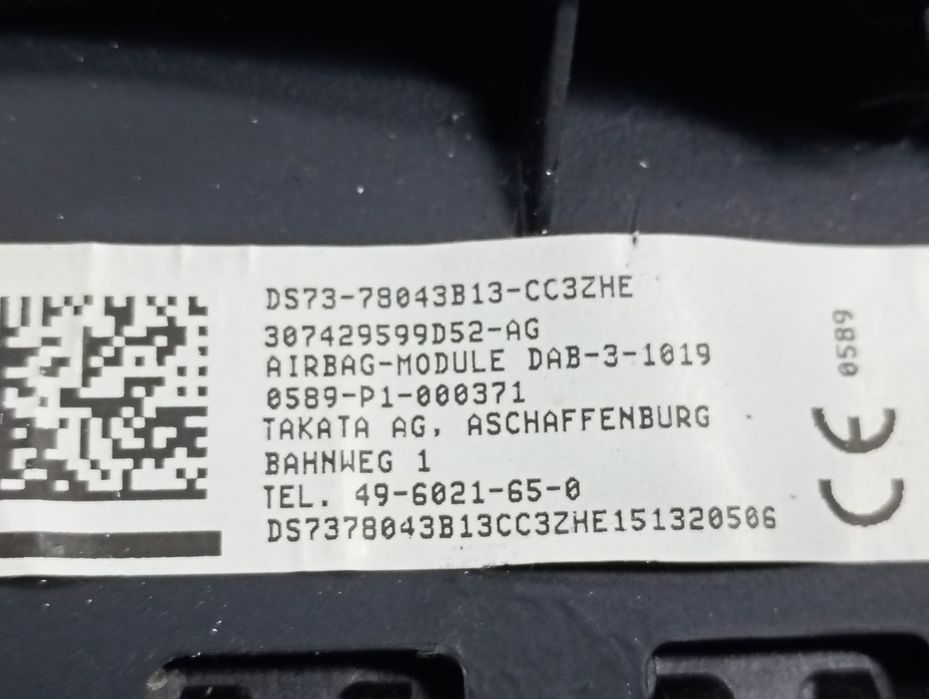 DS73-78043B13-CC3ZHE
307429599D52-AG
AIRBAG-MODULE DAB-3-1019
0589-P1-000371
TAKATA AG, ASCHAFFENBURG
BAHNWEG 1
TEL. 49-6021-65-0
DS7378043B13CC3ZHE151320506
CE
0589